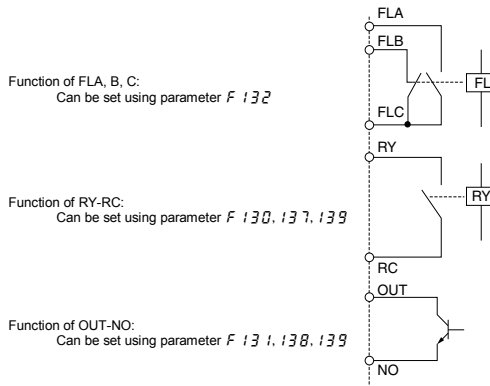 FLA
FLB
Function of FLA, B, C:
FL
Can be set using parameter F 132
FLC
RY
Function of RY-RC:
RY
Can be set using parameter F 130, 137, 139
RC
OUT
Function of OUT-NO:
Can be set using parameter F 131, 138, 139
NO